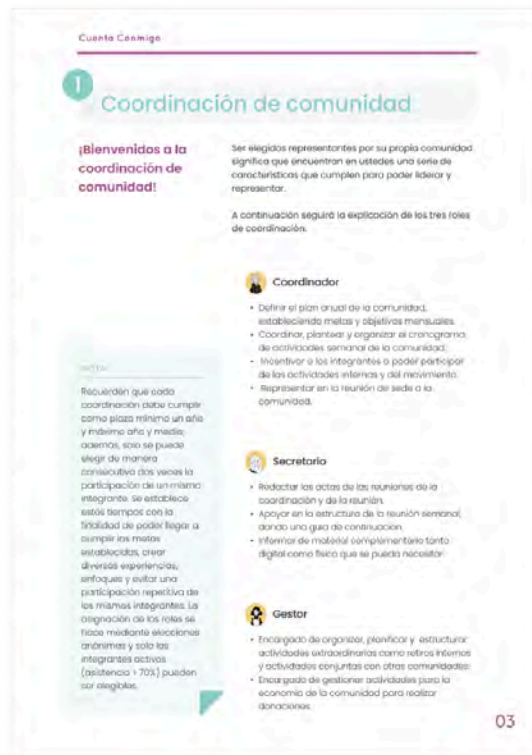 Cuenta Conmigo
1
Coordinación de comunidad
¡Bienvenidos a la
coordinación de
comunidad!
Ser elegidos representantes por su propia comunidad
significa que encuentran en ustedes una serie de
características que cumplen para poder liderar y
representar.
A continuación seguirá la explicación de los tres roles
de coordinación.
Coordinador
• Definir el plan anual de la comunidad,
estableciendo metas y objetivos mensuales.
• Coordinar, plantear y organizar el cronograma
de actividades semanal de la comunidad.
• Incentivar a los integrantes a poder participar
de las actividades internas y del movimiento.
• Representar en la reunión de sede a la
comunidad.
Recuerden que cada
coordinación debe cumplir
como plazo mínimo un año
y máximo año y medio;
además, solo se puede
elegir de manera
consecutiva dos veces la
participación de un mismo
integrante. Se establece
estos tiempos con la
finalidad de poder llegar a
cumplir las metas
establecidas, crear
diversas experiencias,
enfoques y evitar una
participación repetitiva de
los mismos integrantes. La
asignación de los roles se
hace mediante elecciones
anónimas y solo los
integrantes activos
(asistencia > 70%) pueden
ser elegibles.
Secretario
• Redactar las actas de las reuniones de la
coordinación y de la reunión.
• Apoyar en la estructura de la reunión semanal,
dando una guía de continuación.
• Informar de material complementario tanto
digital como físico que se pueda necesitar.
Gestor
• Encargado de organizar, planificar y estructurar
actividades extraordinarias como retiros internos
y actividades conjuntas con otras comunidades.
• Encargado de gestionar actividades para la
economía de la comunidad para realizar
donaciones.
03